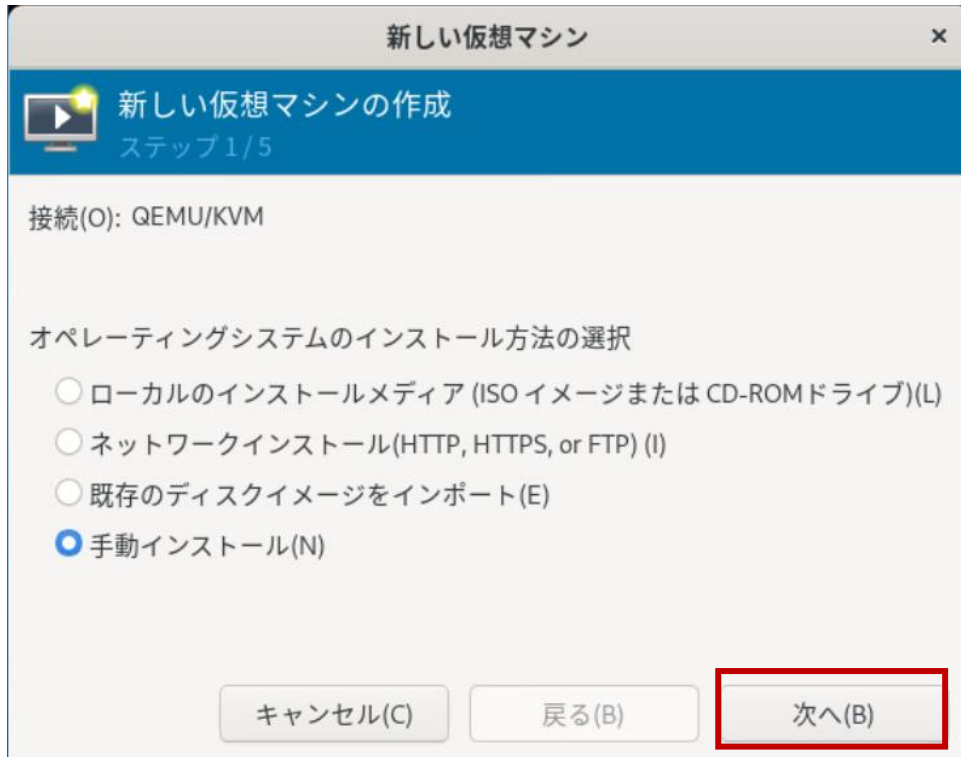 新しい仮想マシン
新しい仮想マシンの作成
ステップ 1 / 5
接続(O): QEMU/KVM
オペレーティングシステムのインストール方法の選択
ローカルのインストールメディア (ISO イメージまたは CD-ROMドライブ)(L)
ネットワークインストール(HTTP, HTTPS, or FTP) (I)
既存のディスクイメージをインポート(E)
手動インストール(N)
キャンセル(C) 戻る(B) 次へ(B)